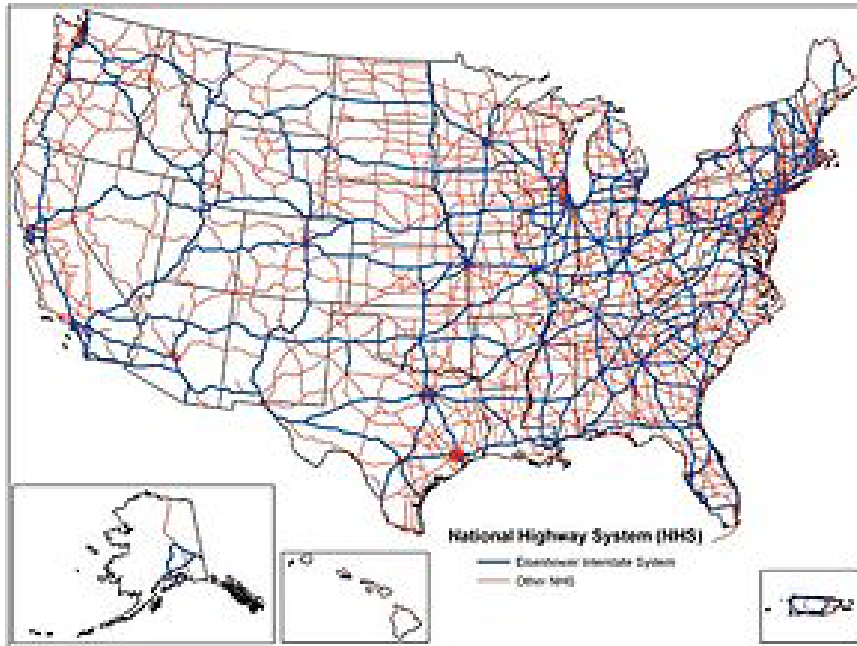 National Highway System (NHS)
Eisenhower Interstate System
Other NHS